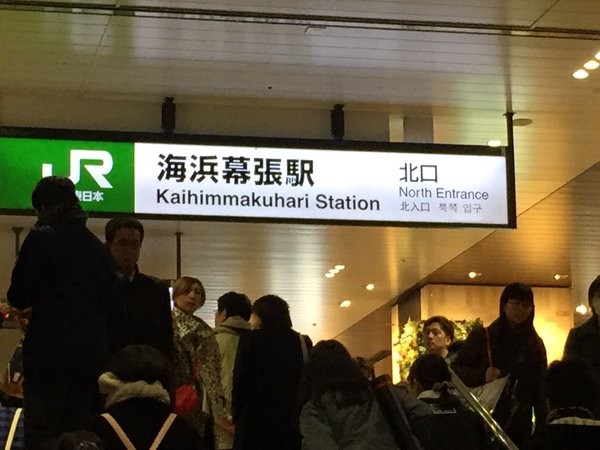 JR
東日本
海浜幕張駅
Kaihimmakuhari Station
北口
North Entrance
北入口 북쪽 입구